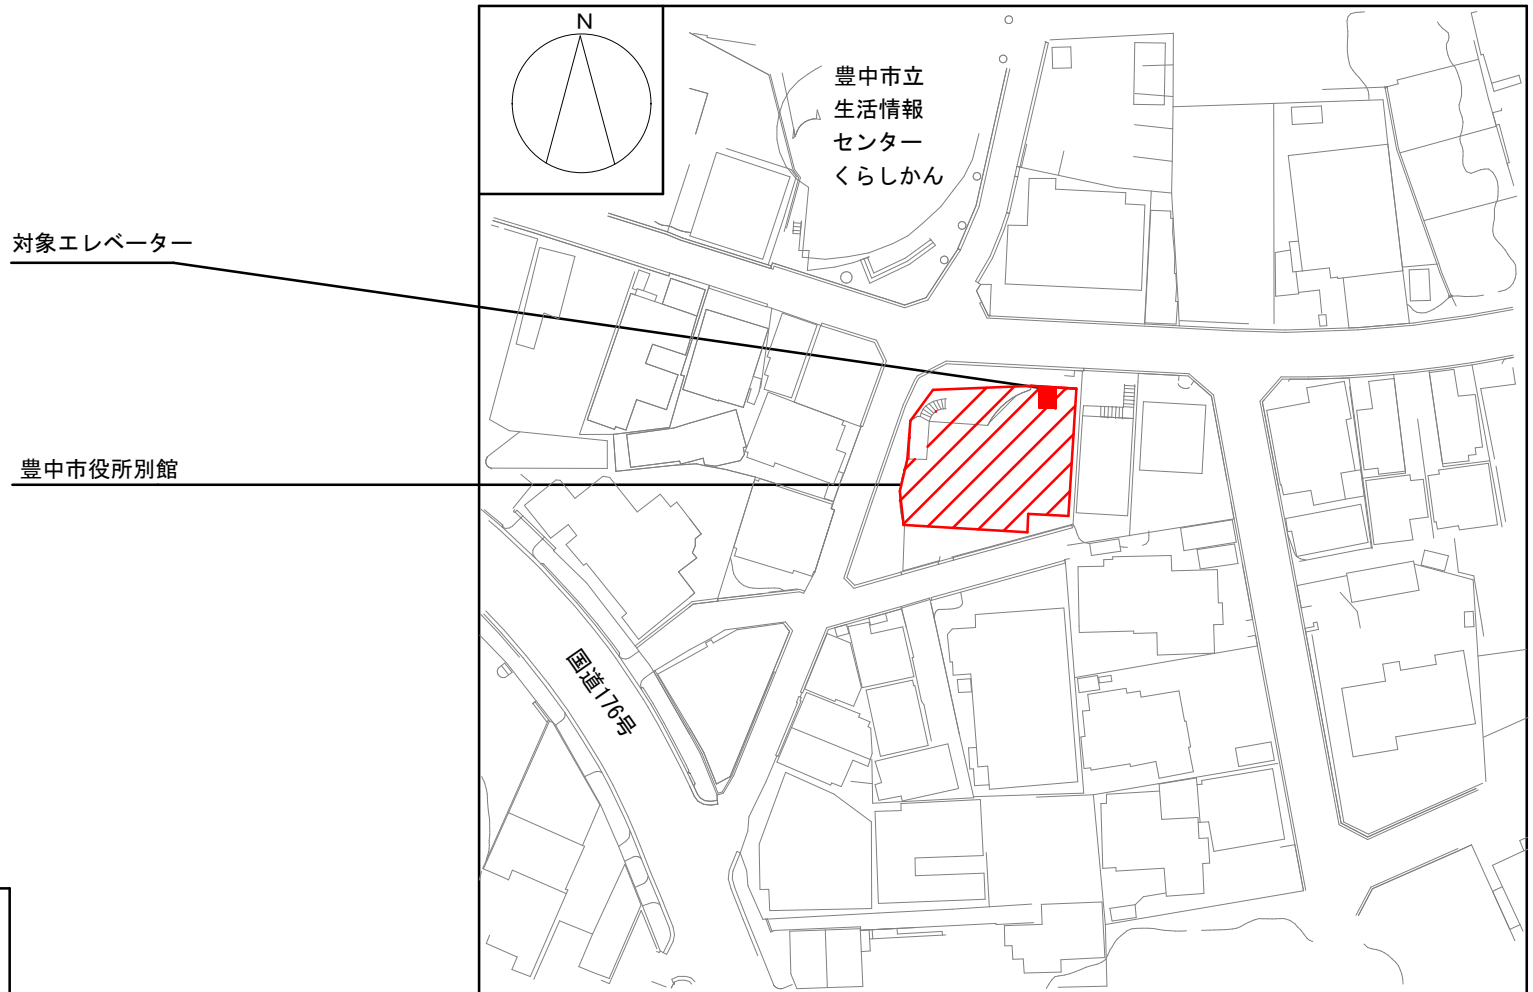 N
豊中市立
生活情報
センター
くらしかん
対象エレベーター
豊中市役所別館
国道176号